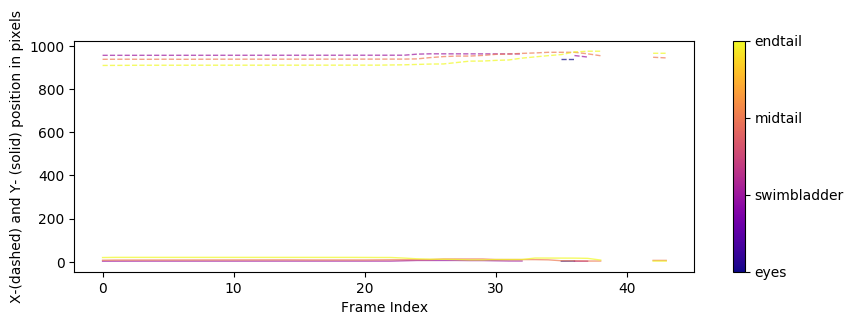 X-(dashed) and Y- (solid) position in pixels
1000
800
600
400
200
0
0 10 20 30 40
Frame Index
endtail
midtail
swimbladder
eyes